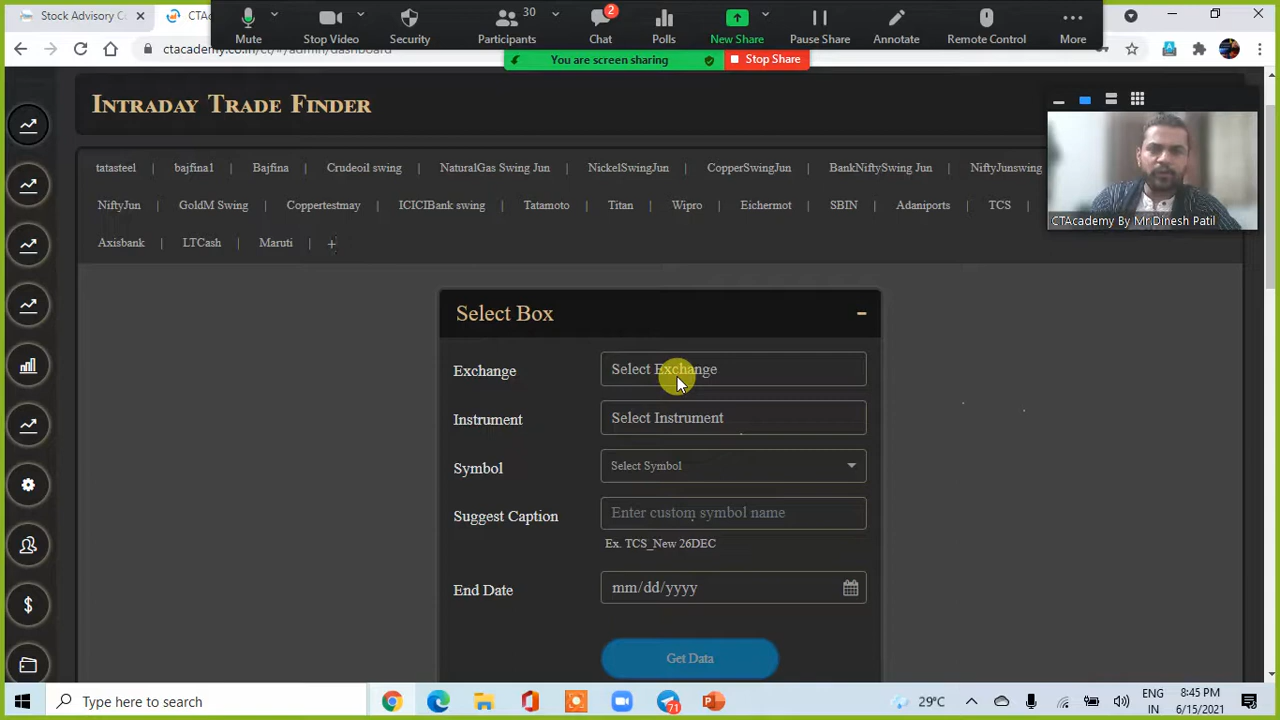 Stock Advisory Co
CTAc
30
2
Mute
Stop Video
Security
Participants
Chat
Polls
New Share
Pause Share
Annotate
Remote Control
More
You are screen sharing
Stop Share
INTRADAY TRADE FINDER
tatasteel | bajfina1 | Bajfina | Crudeoil swing | NaturalGas Swing Jun | NickelSwingJun | CopperSwingJun | BankNiftySwing Jun | NiftyJunswing
NiftyJun | GoldM Swing | Coppertestmay | ICICIBank swing | Tatamoto | Titan | Wipro | Eichermot | SBIN | Adaniports | TCS |
Axisbank | LTCash | Maruti | +
CTAcademy By Mr.Dinesh Patil
Select Box
Exchange
Select Exchange
Instrument
Select Instrument
Symbol
Select Symbol
Suggest Caption
Enter custom symbol name
Ex. TCS_New 26DEC
End Date
mm/dd/yyyy
Get Data
Type here to search
71
29°C
ENG
IN
8:45 PM
6/15/2021